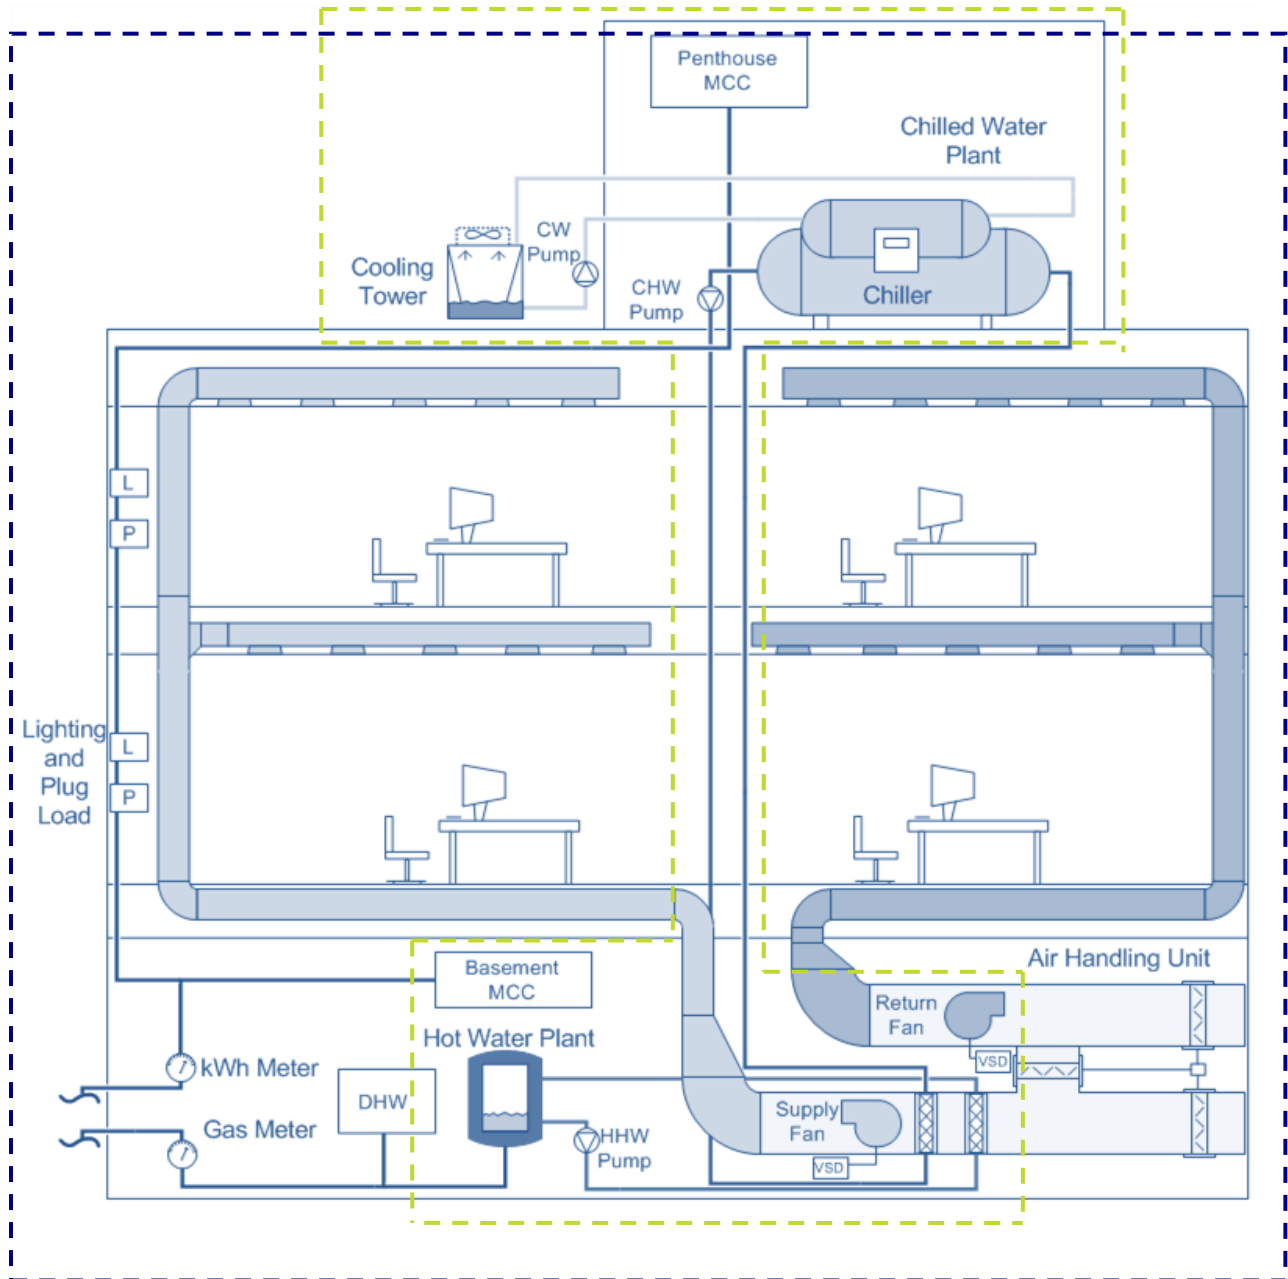 Penthouse
MCC
Chilled Water
Plant
CW
Pump
Cooling
Tower
CHW
Pump
Chiller
L
P
Lighting
and
Plug
Load
L
P
Air Handling Unit
Basement
MCC
Return
Fan
Hot Water Plant
VSD
kWh Meter
DHW
Supply
Fan
Gas Meter
HHW
Pump
VSD